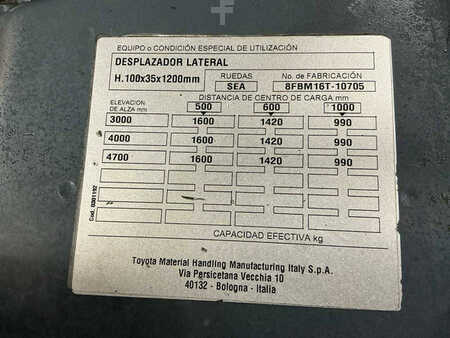 EQUIPO o CONDICIÓN ESPECIAL DE UTILIZACIÓN
DESPLAZADOR LATERAL
H.100x35x1200mm
RUEDAS
SEA
No. de FABRICACIÓN
8FBM16T-10705
DISTANCIA DE CENTRO DE CARGA mm
ELEVACION DE ALZA mm
500 600 1000
3000 1600 1420 990
4000 1600 1420 990
4700 1600 1420 990
CAPACIDAD EFECTIVA kg
Toyota Material Handling Manufacturing Italy S.p.A.
Via Persicetana Vecchia 10
40132 - Bologna - Italia